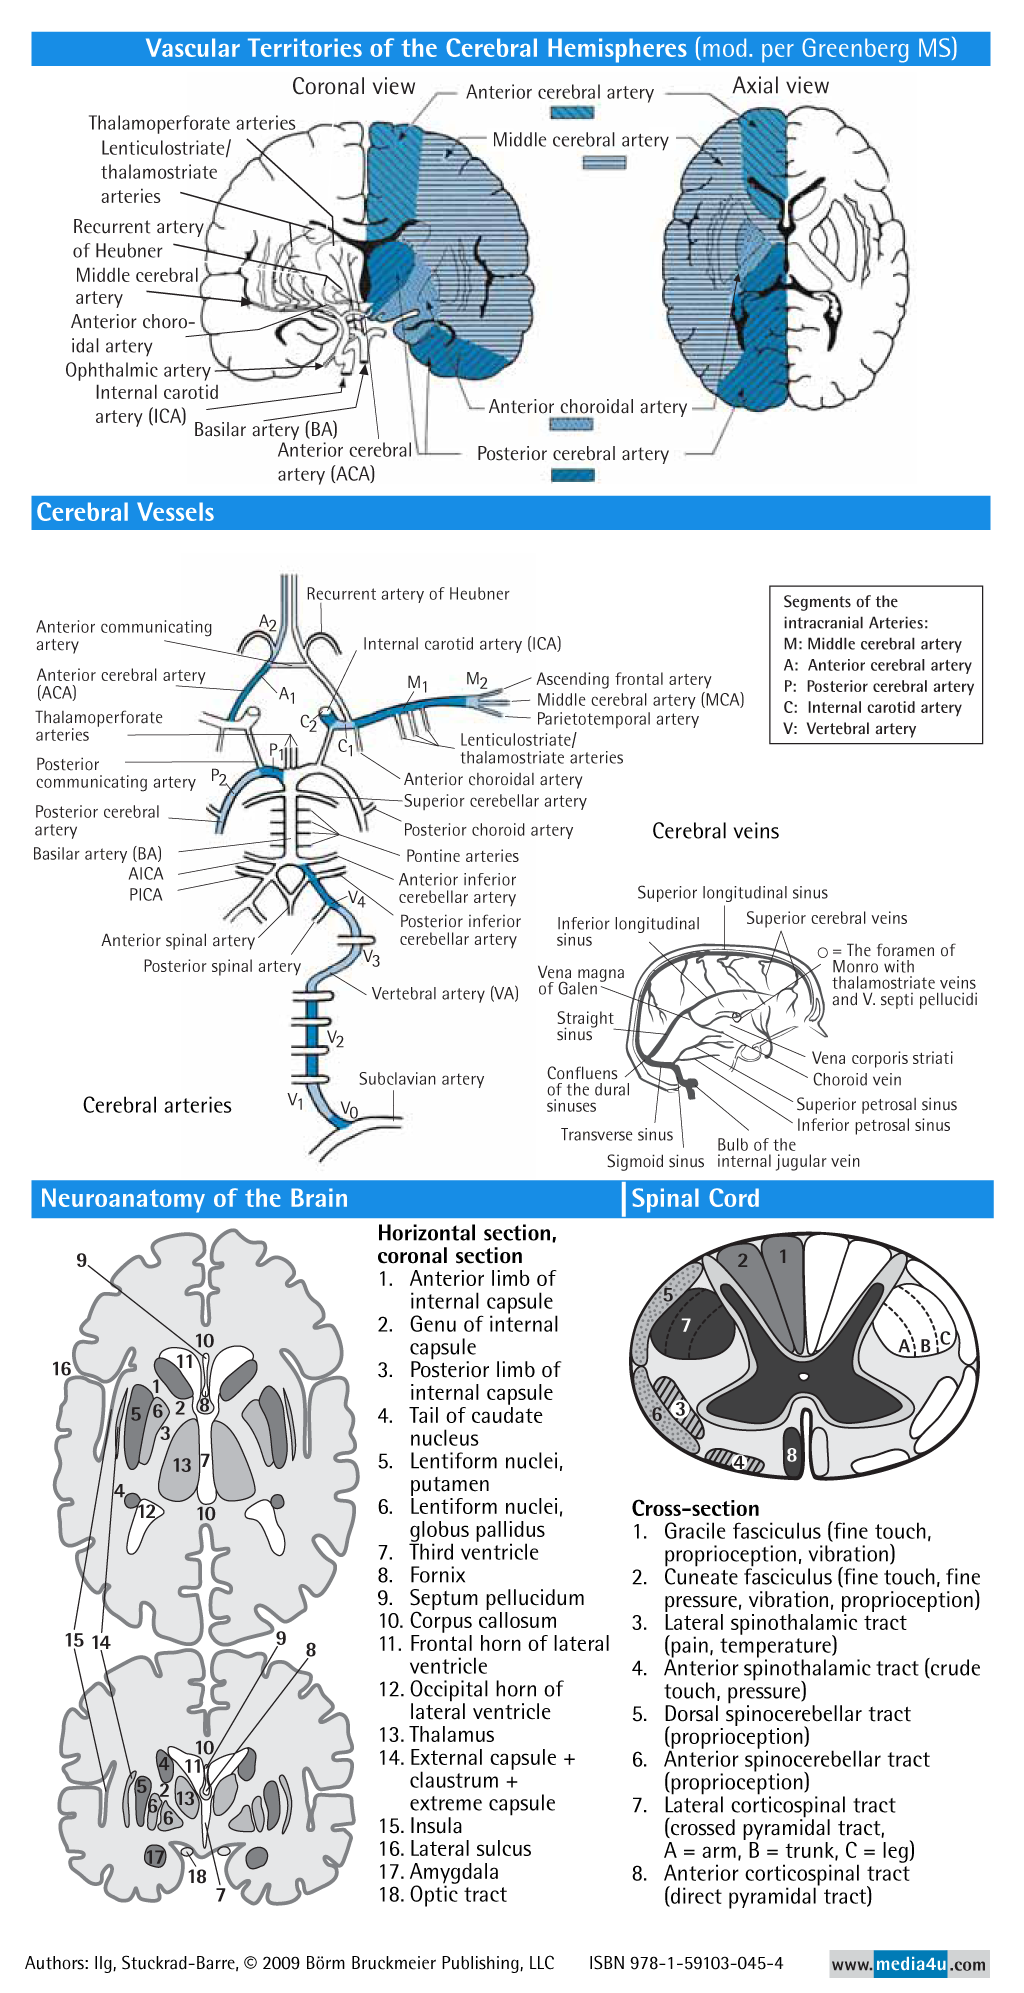 Vascular Territories of the Cerebral Hemispheres (mod. per Greenberg MS)
Coronal view
Axial view
Anterior cerebral artery
Middle cerebral artery
Thalamoperforate arteries
Lenticulostriate/
thalamostriate
arteries
Recurrent artery
of Heubner
Middle cerebral
artery
Anterior choro-
idal artery
Ophthalmic artery
Internal carotid
artery (ICA)
Basilar artery (BA)
Anterior cerebral
artery (ACA)
Anterior choroidal artery
Posterior cerebral artery
Cerebral Vessels
Recurrent artery of Heubner
A2
Anterior communicating
artery
Internal carotid artery (ICA)
Anterior cerebral artery
(ACA)
A1
M1
M2
Ascending frontal artery
Middle cerebral artery (MCA)
Parietotemporal artery
Thalamoperforate
arteries
C2
C1
P1
Lenticulostriate/
thalamostriate arteries
Posterior
communicating artery
P2
Anterior choroidal artery
Superior cerebellar artery
Posterior cerebral
artery
Posterior choroid artery
Basilar artery (BA)
Pontine arteries
AICA
PICA
Anterior inferior
cerebellar artery
V4
Posterior inferior
cerebellar artery
Anterior spinal artery
Posterior spinal artery
V3
Vertebral artery (VA)
V2
Subclavian artery
V1
V0
Cerebral arteries
Segments of the
intracranial Arteries:
M: Middle cerebral artery
A: Anterior cerebral artery
P: Posterior cerebral artery
C: Internal carotid artery
V: Vertebral artery
Cerebral veins
Superior longitudinal sinus
Inferior longitudinal
sinus
Superior cerebral veins
= The foramen of
Monro with
thalamostriate veins
and V. septi pellucidi
Vena magna
of Galen
Straight
sinus
Vena corporis striati
Choroid vein
Confluens
of the dural
sinuses
Superior petrosal sinus
Inferior petrosal sinus
Transverse sinus
Sigmoid sinus
Bulb of the
internal jugular vein
Neuroanatomy of the Brain
9
10
11
16
1
8
5
6
2
3
13
7
4
12
10
15
14
9
8
10
4
11
5
2
13
6
6
17
18
7
Horizontal section,
coronal section
1. Anterior limb of
internal capsule
2. Genu of internal
capsule
3. Posterior limb of
internal capsule
4. Tail of caudate
nucleus
5. Lentiform nuclei,
putamen
6. Lentiform nuclei,
globus pallidus
7. Third ventricle
8. Fornix
9. Septum pellucidum
10. Corpus callosum
11. Frontal horn of lateral
ventricle
12. Occipital horn of
lateral ventricle
13. Thalamus
14. External capsule +
claustrum +
extreme capsule
15. Insula
16. Lateral sulcus
17. Amygdala
18. Optic tract
Spinal Cord
2
1
5
7
A B C
6
3
4
8
Cross-section
1. Gracile fasciculus (fine touch,
proprioception, vibration)
2. Cuneate fasciculus (fine touch, fine
pressure, vibration, proprioception)
3. Lateral spinothalamic tract
(pain, temperature)
4. Anterior spinothalamic tract (crude
touch, pressure)
5. Dorsal spinocerebellar tract
(proprioception)
6. Anterior spinocerebellar tract
(proprioception)
7. Lateral corticospinal tract
(crossed pyramidal tract,
A = arm, B = trunk, C = leg)
8. Anterior corticospinal tract
(direct pyramidal tract)
Authors: Ilg, Stuckrad-Barre, © 2009 Börm Bruckmeier Publishing, LLC
ISBN 978-1-59103-045-4
www.media4u.com